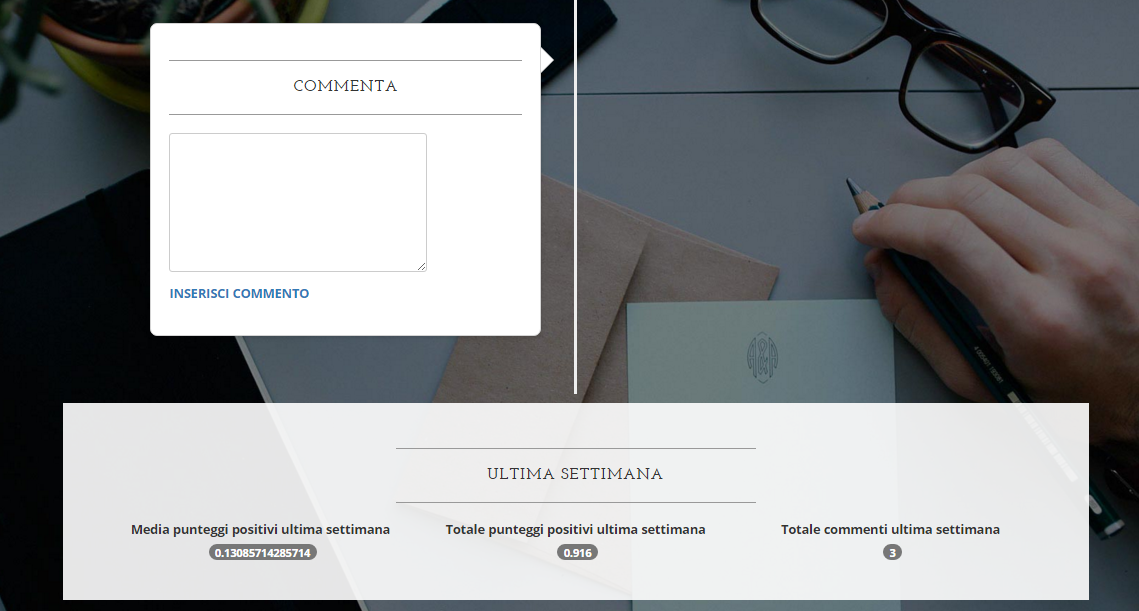 COMMENTA
INSERISCI COMMENTO
ULTIMA SETTIMANA
Media punteggi positivi ultima settimana
0.13085714285714
Totale punteggi positivi ultima settimana
0.916
Totale commenti ultima settimana
3